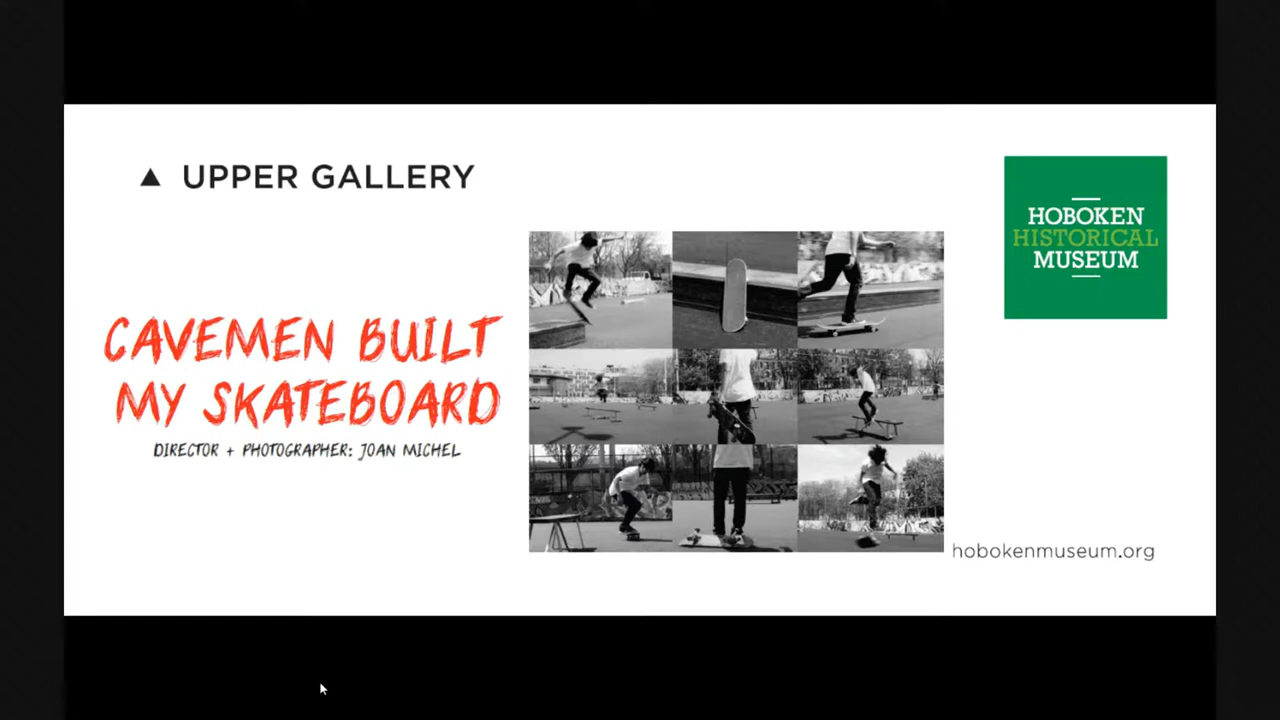 ▲ UPPER GALLERY
HOBOKEN
HISTORICAL
MUSEUM
CAVEMEN BUILT
MY SKATEBOARD
DIRECTOR + PHOTOGRAPHER: JOAN MICHEL
hobokenmuseum.org